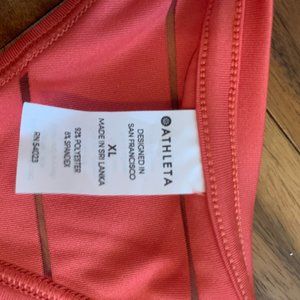 ATHLETA
DESIGNED IN
SAN FRANCISCO
XL
MADE IN SRI LANKA
92% POLYESTER
8% SPANDEX
RN 54023